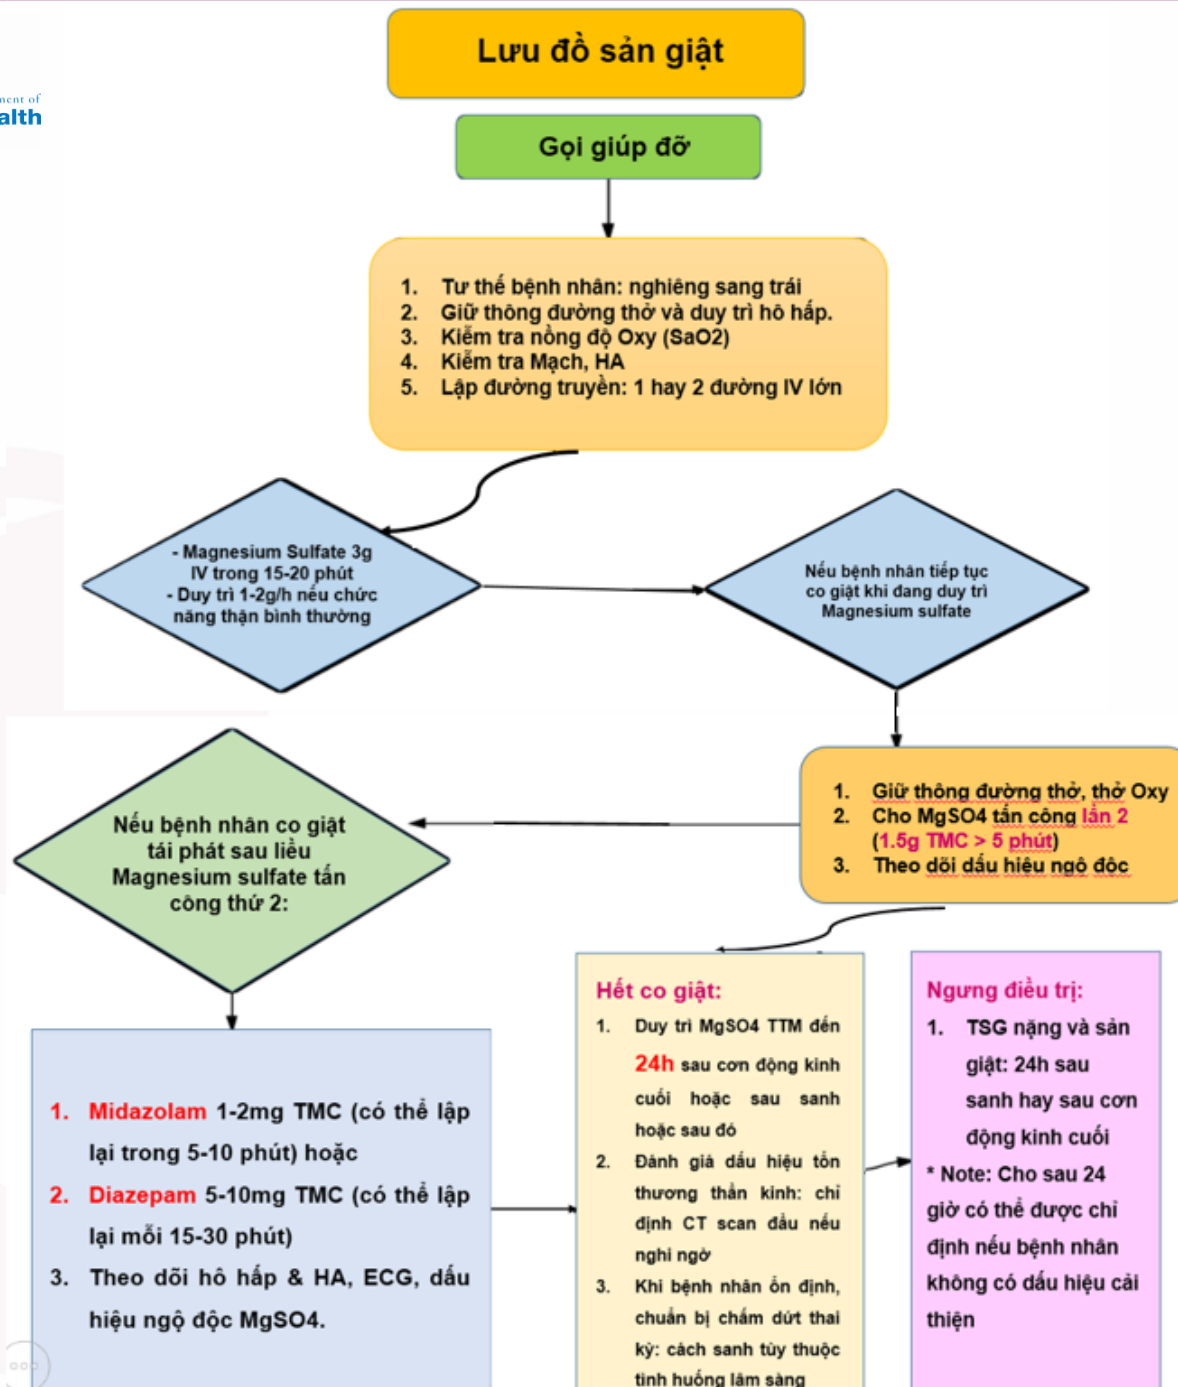 Lưu đồ sản giật
ment of
alth
Gọi giúp đỡ
1. Tư thế bệnh nhân: nghiêng sang trái
2. Giữ thông đường thở và duy trì hô hấp.
3. Kiểm tra nồng độ Oxy (SaO2)
4. Kiểm tra Mạch, HA
5. Lập đường truyền: 1 hay 2 đường IV lớn
- Magnesium Sulfate 3g
IV trong 15-20 phút
- Duy trì 1-2g/h nếu chức
năng thận bình thường
Nếu bệnh nhân tiếp tục
co giật khi đang duy trì
Magnesium sulfate
1. Giữ thông đường thở, thở Oxy
2. Cho MgSO4 tấn công lần 2
(1.5g TMC > 5 phút)
3. Theo dõi dấu hiệu ngộ độc
Nếu bệnh nhân co giật
tái phát sau liều
Magnesium sulfate tấn
công thứ 2:
1. Midazolam 1-2mg TMC (có thể lập
lại trong 5-10 phút) hoặc
2. Diazepam 5-10mg TMC (có thể lập
lại mỗi 15-30 phút)
3. Theo dõi hô hấp & HA, ECG, dấu
hiệu ngộ độc MgSO4.
Hết co giật:
1. Duy trì MgSO4 TTM đến
24h sau cơn động kinh
cuối hoặc sau sanh
hoặc sau đó
2. Đánh giá dấu hiệu tổn
thương thần kinh: chỉ
định CT scan đầu nếu
nghi ngờ
3. Khi bệnh nhân ổn định,
chuẩn bị chấm dứt thai
kỳ: cách sanh tùy thuộc
tình huống lâm sàng
Ngưng điều trị:
1. TSG nặng và sản
giật: 24h sau
sanh hay sau cơn
động kinh cuối
* Note: Cho sau 24
giờ có thể được chỉ
định nếu bệnh nhân
không có dấu hiệu cải
thiện